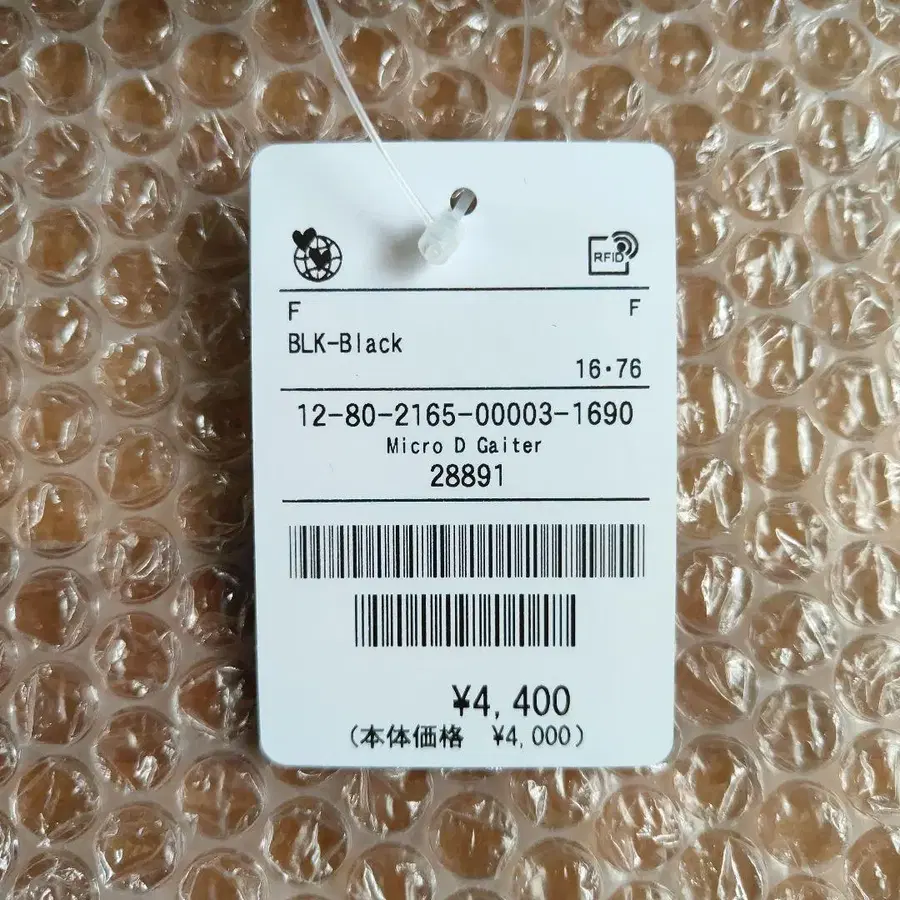 RFID
F F
BLK-Black
16・76
12-80-2165-00003-1690
Micro D Gaiter
28891
¥4,400
(本体価格 ¥4,000)